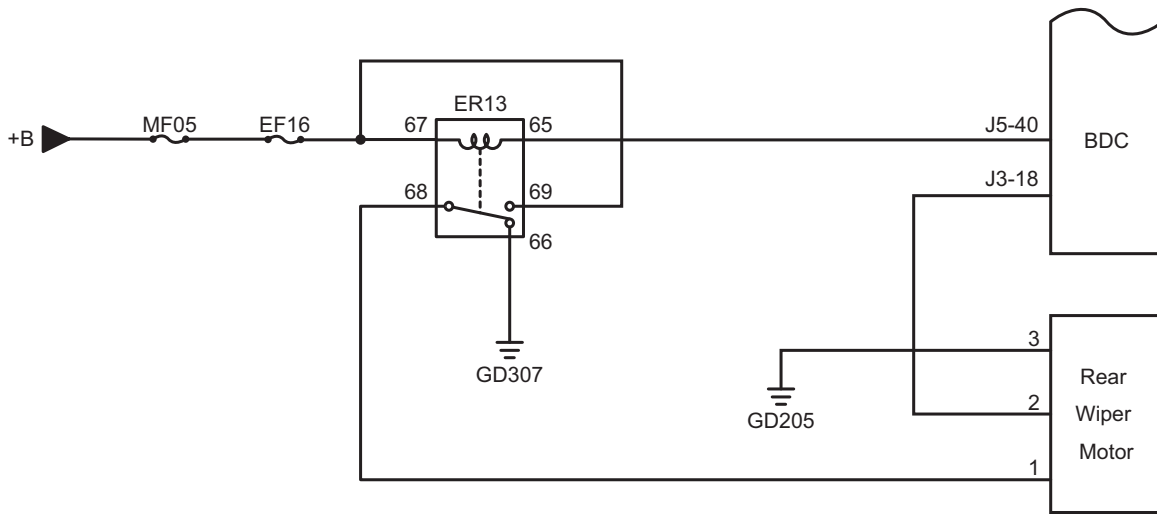 ER13
+B
MF05
EF16
67
65
J5-40
BDC
68
69
J3-18
66
GD307
3
Rear
GD205
2
Wiper
Motor
1